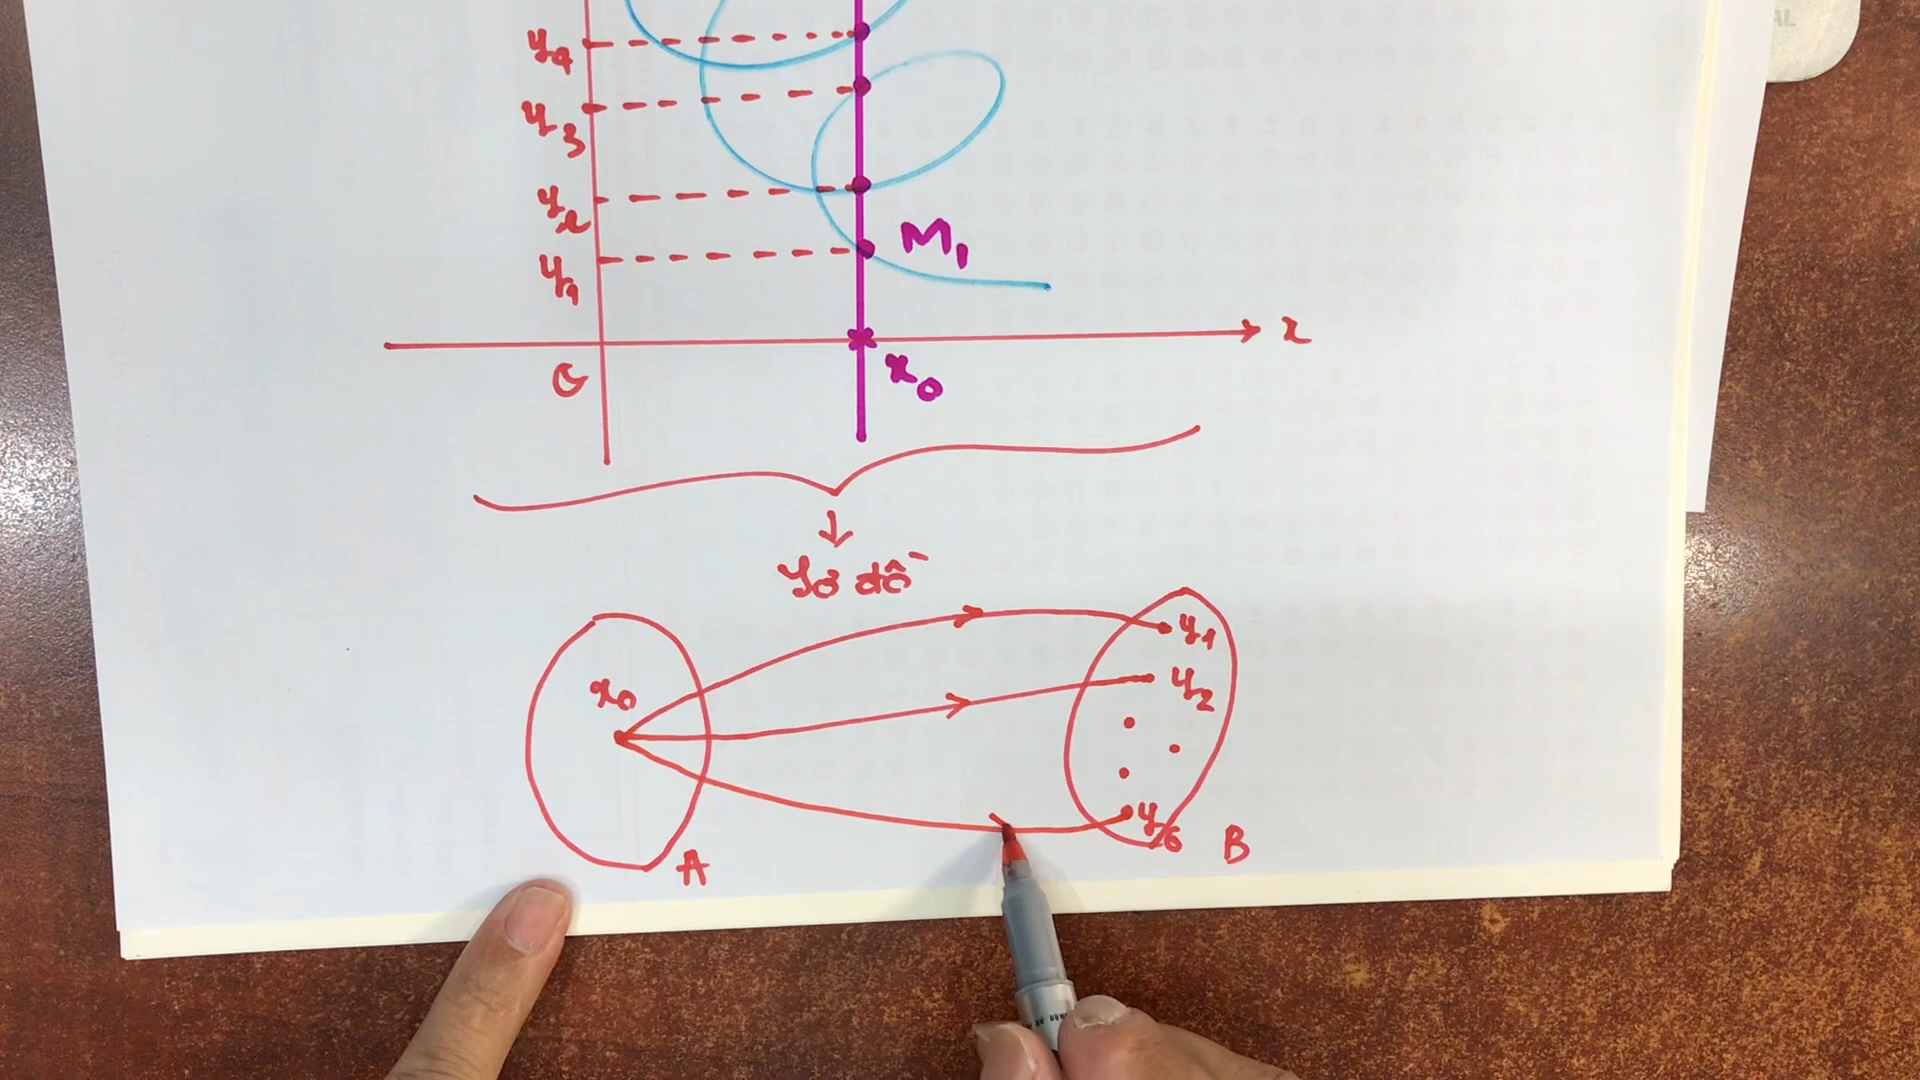 y₄
y₃
y₂
y₁
M₁
x
O
x₀
Sơ đồ
x₀
y₁
y₂
y₆
A
B